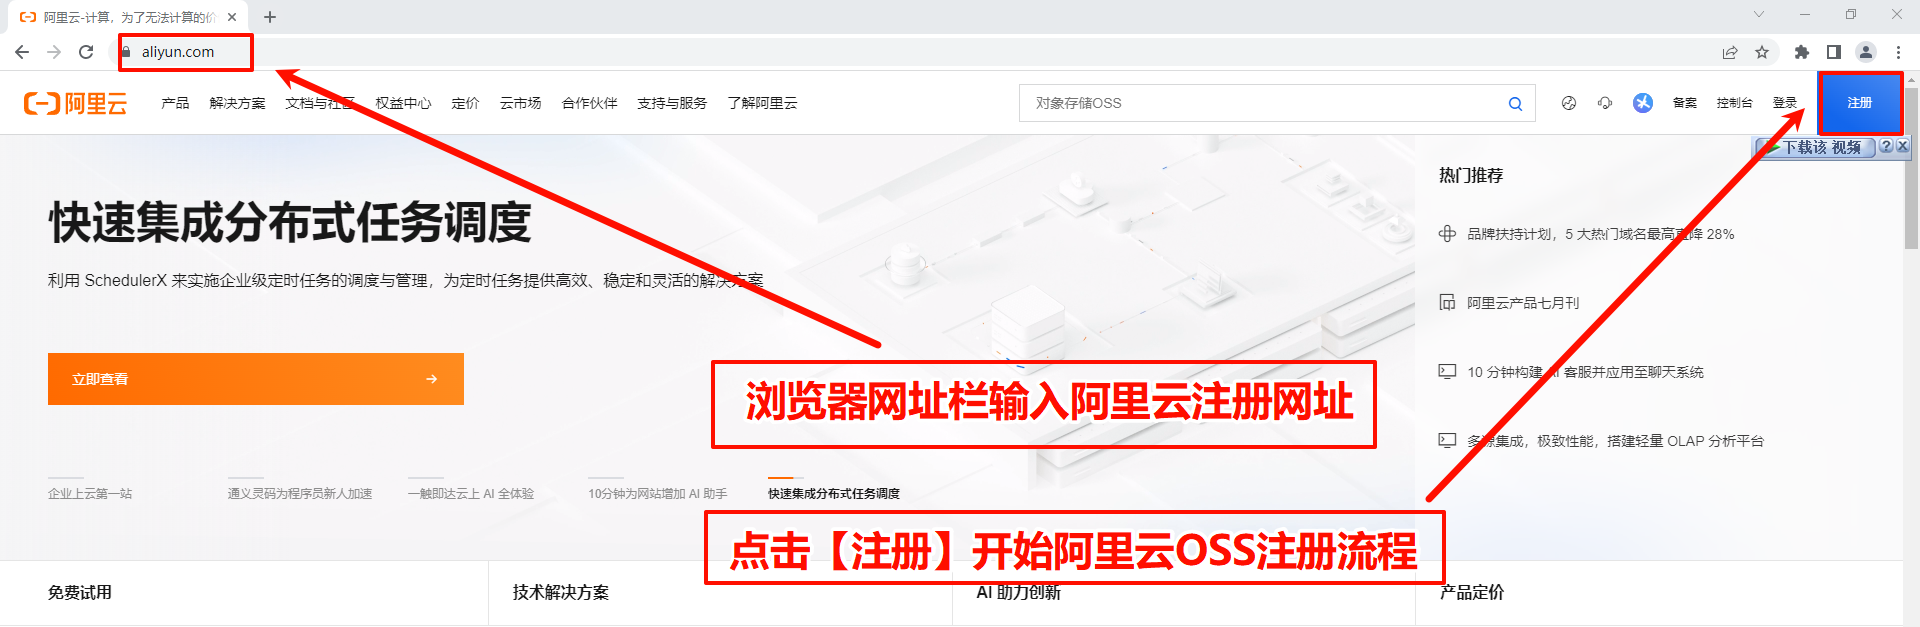 阿里云-计算，为了无法计算的价
aliyun.com
阿里云
产品 解决方案 文档与社区 权益中心 定价 云市场 合作伙伴 支持与服务 了解阿里云
对象存储OSS
备案 控制台 登录 注册
下载该 视频 ? X
热门推荐
快速集成分布式任务调度
利用 SchedulerX 来实施企业级定时任务的调度与管理，为定时任务提供高效、稳定和灵活的解决方案
品牌扶持计划，5 大热门域名最高直降 28%
阿里云产品七月刊
立即查看
10 分钟构建 AI 客服并应用至聊天系统
浏览器网址栏输入阿里云注册网址
多源集成，极致性能，搭建轻量 OLAP 分析平台
企业上云第一站 通义灵码为程序员新人加速 一触即达云上 AI 全体验 10分钟为网站增加 AI 助手 快速集成分布式任务调度
点击【注册】开始阿里云OSS注册流程
免费试用 技术解决方案 AI 助力创新 产品定价